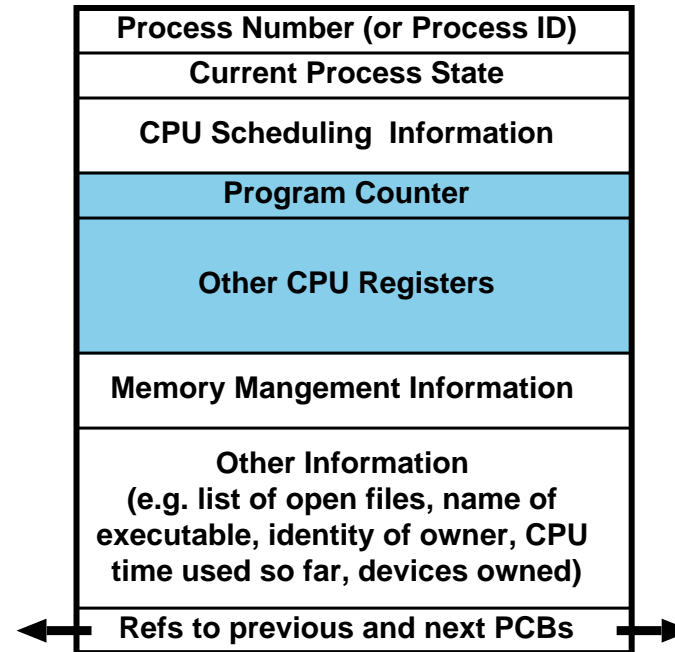 Process Number (or Process ID)
Current Process State
CPU Scheduling Information
Program Counter
Other CPU Registers
Memory Mangement Information
Other Information
(e.g. list of open files, name of
executable, identity of owner, CPU
time used so far, devices owned)
Refs to previous and next PCBs